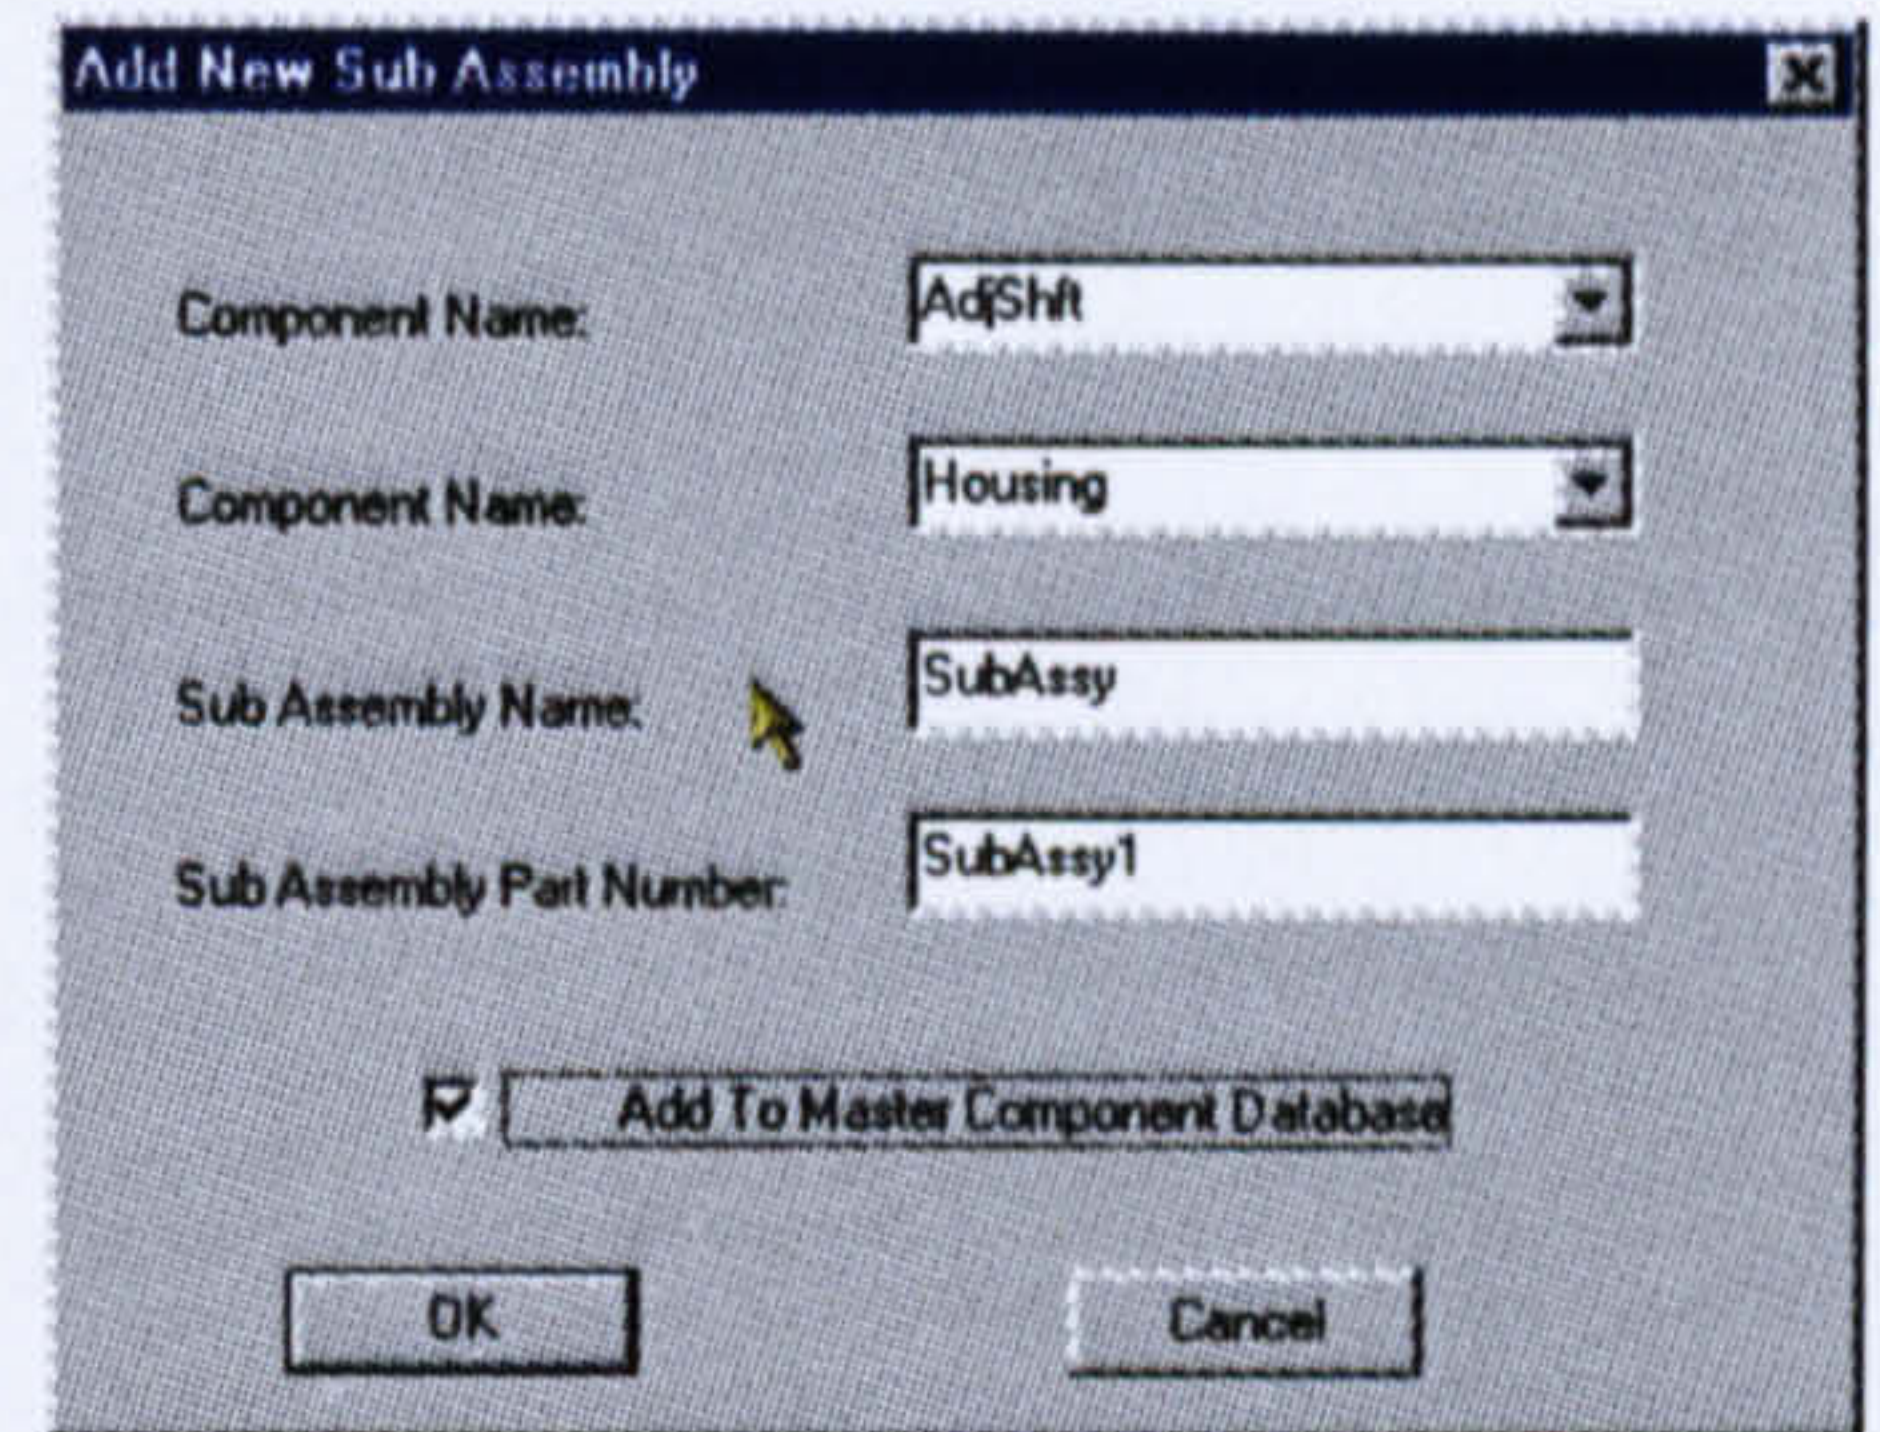 Add New Sub Assembly
Component Name: AdjShft
Component Name: Housing
Sub Assembly Name: SubAssy
Sub Assembly Part Number: SubAssy1
Add To Master Component Database
OK Cancel